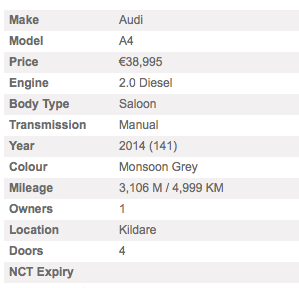 Make Audi
Model A4
Price €38,995
Engine 2.0 Diesel
Body Type Saloon
Transmission Manual
Year 2014 (141)
Colour Monsoon Grey
Mileage 3,106 M / 4,999 KM
Owners 1
Location Kildare
Doors 4
NCT Expiry